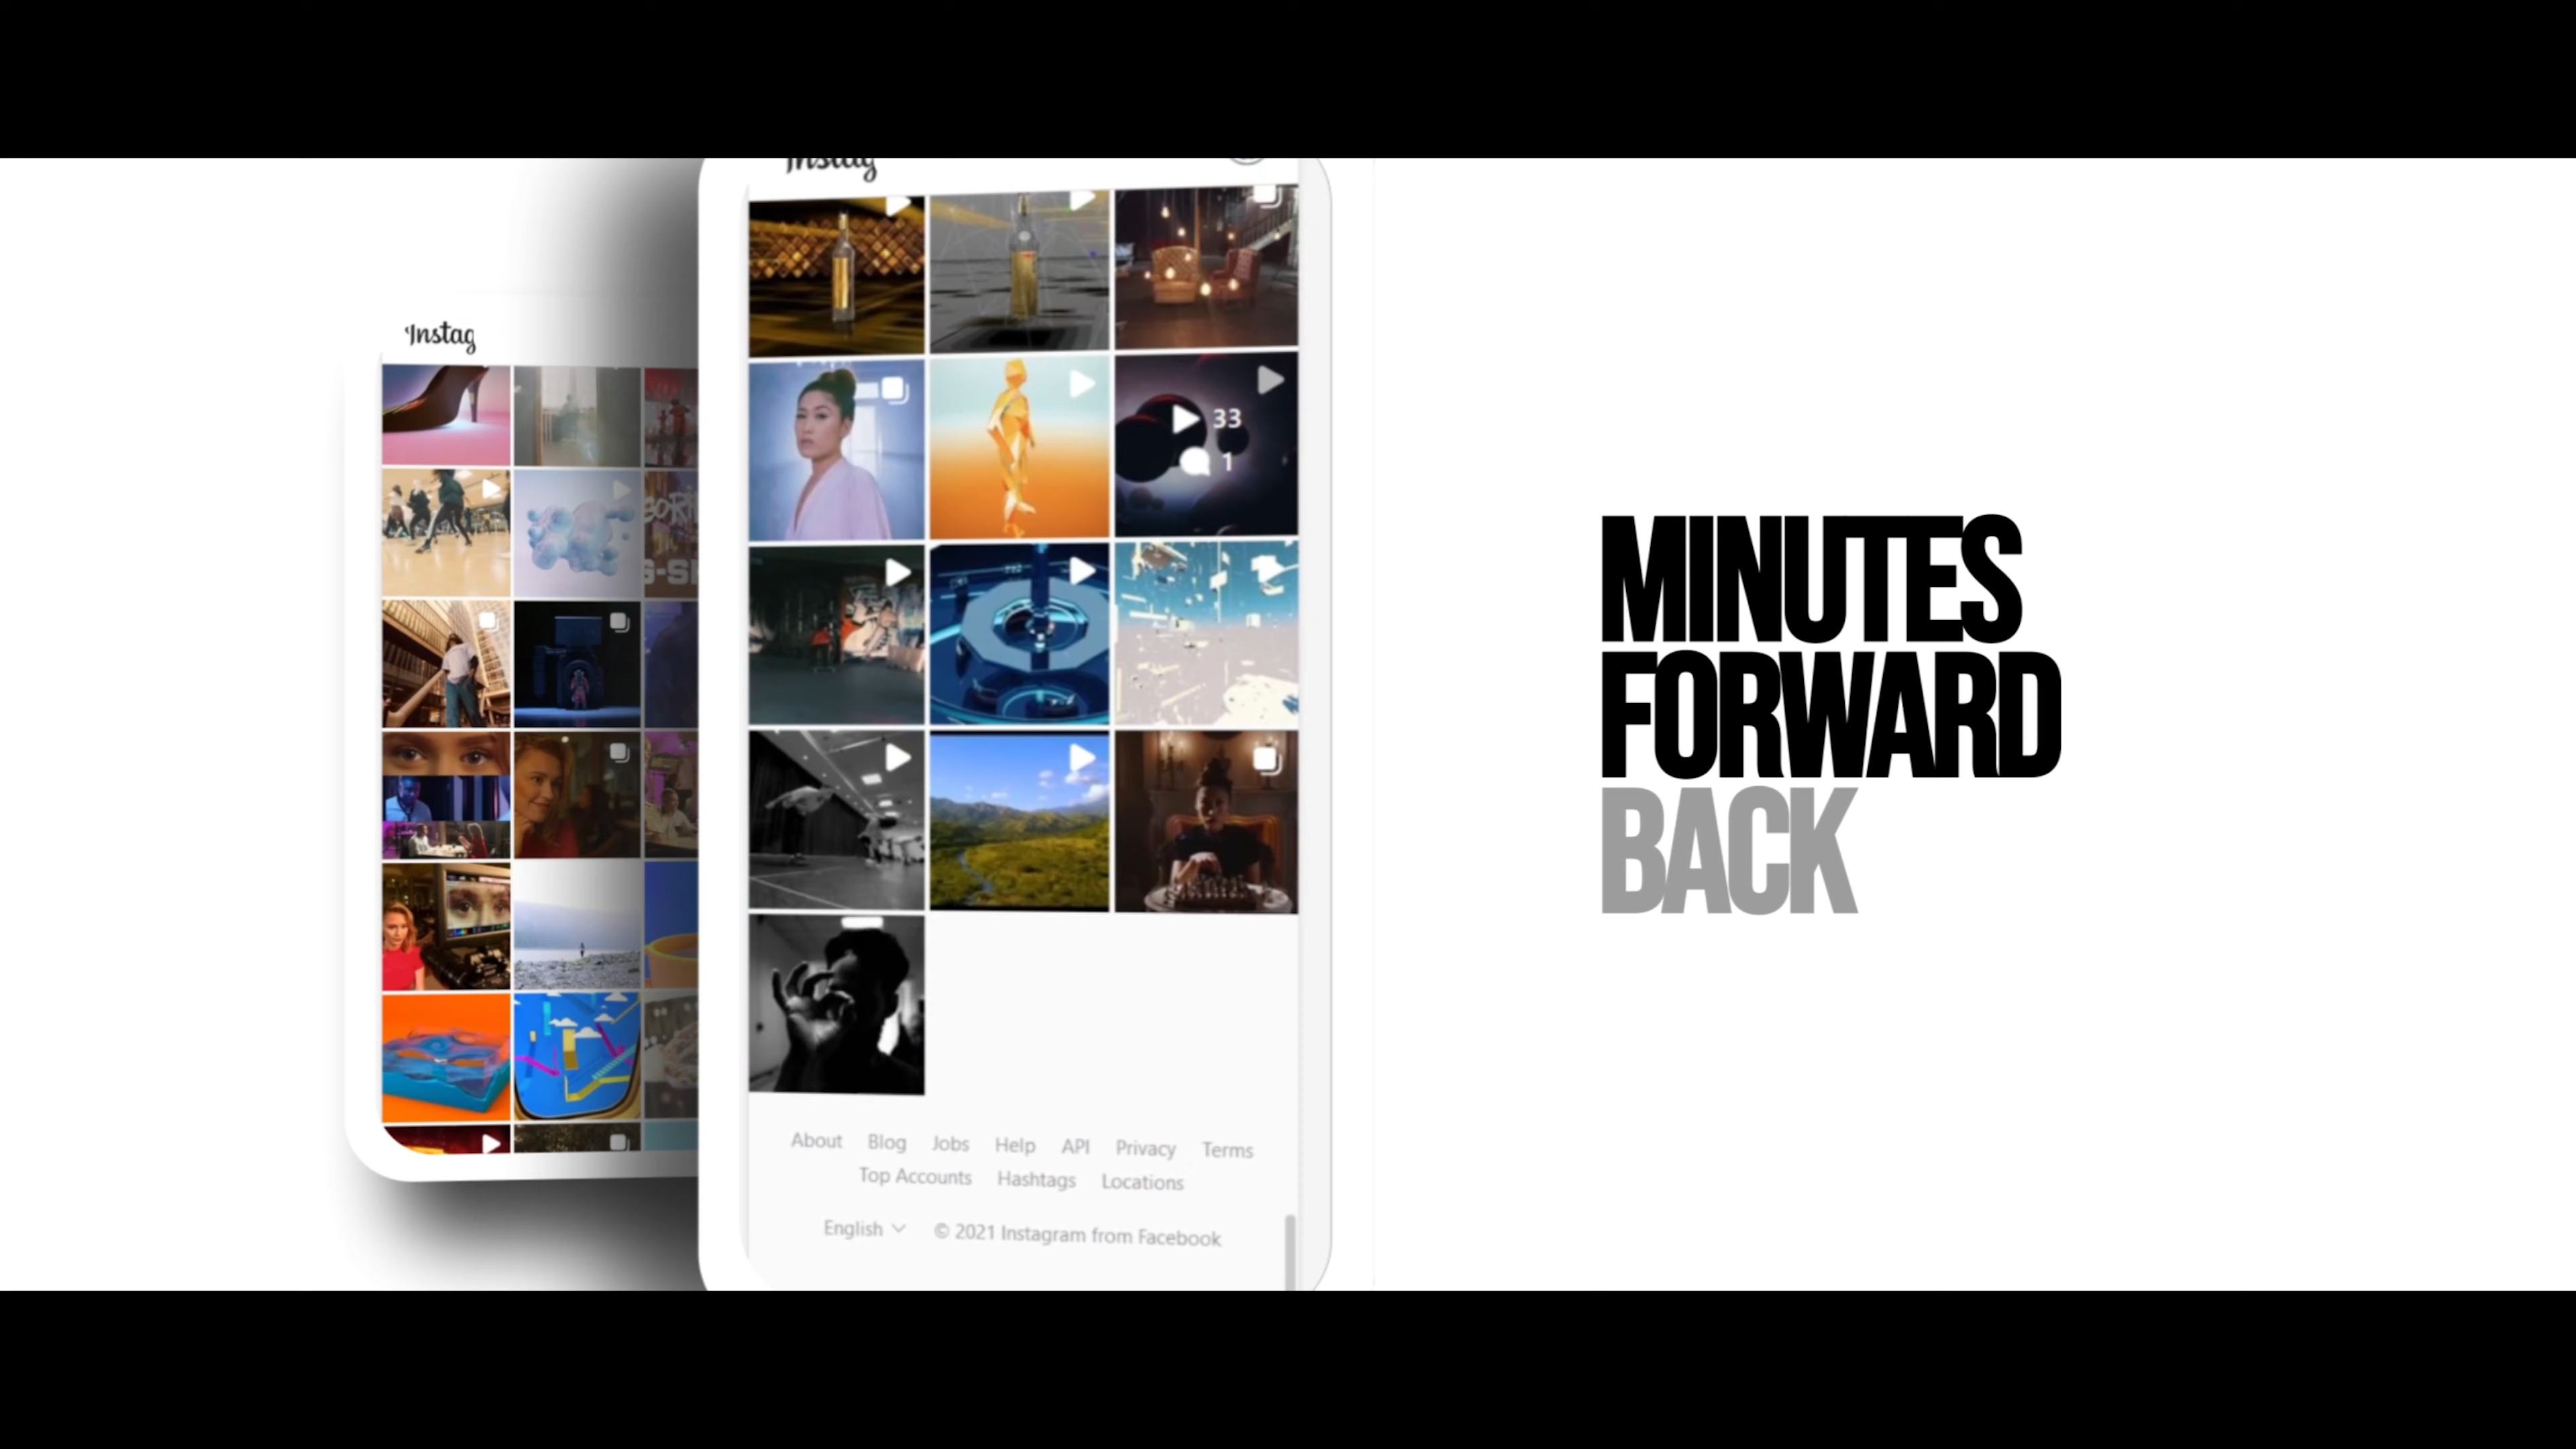 Instag
Instag
33
1
MINUTES
FORWARD
BACK
About Blog Jobs Help API Privacy Terms
Top Accounts Hashtags Locations
English © 2021 Instagram from Facebook